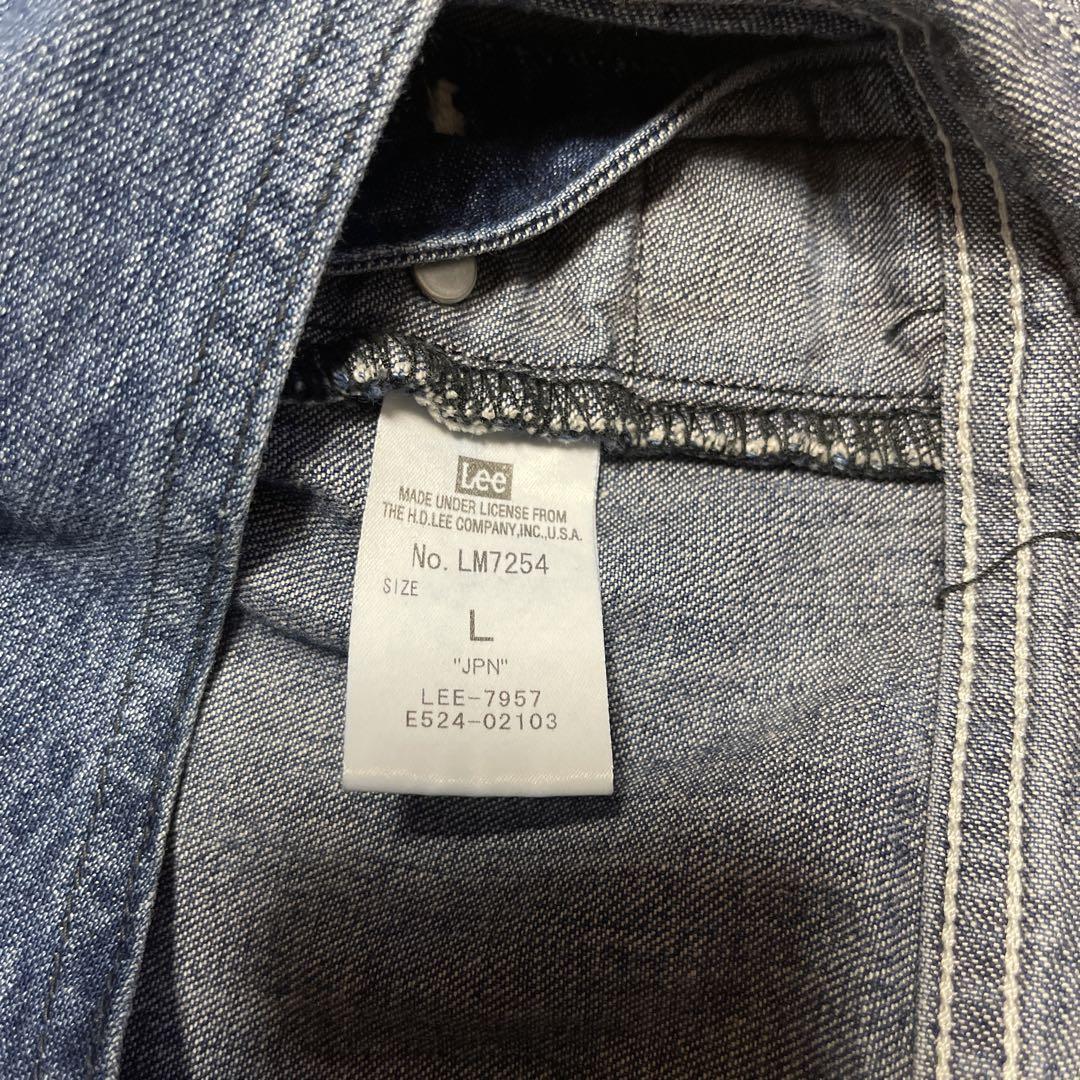 Lee
MADE UNDER LICENSE FROM
THE H.D.LEE COMPANY,INC.,U.S.A.
No. LM7254
SIZE
L
"JPN"
LEE-7957
E524-02103